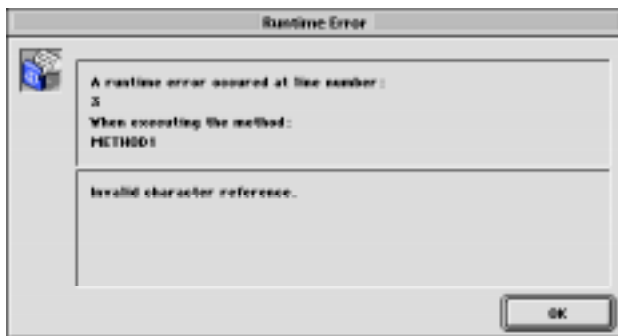 Runtime Error
A runtime error occured at line number:
3
When executing the method:
METHOD1
Invalid character reference.
OK